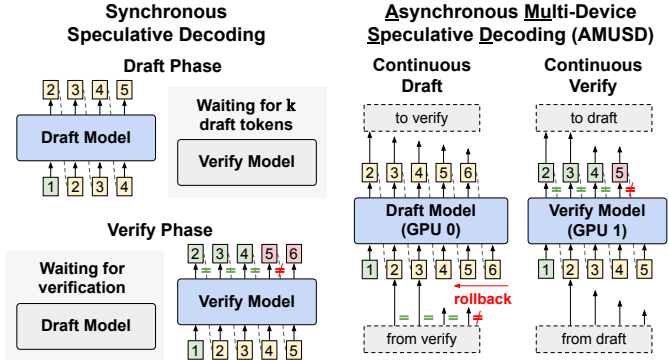 Synchronous
Speculative Decoding
Draft Phase
2 3 4 5
Draft Model
1 2 3 4
Waiting for k
draft tokens
Verify Model
Verify Phase
Waiting for
verification
Draft Model
2 3 4 5 6
= = = ≠
Verify Model
1 2 3 4 5
Asynchronous Multi-Device
Speculative Decoding (AMUSD)
Continuous
Draft
to verify
2 3 4 5 6
Draft Model
(GPU 0)
1 2 3 4 5 6
rollback
= = = ≠
from verify
Continuous
Verify
to draft
2 3 4 5
= = = ≠
Verify Model
(GPU 1)
1 2 3 4 5
from draft